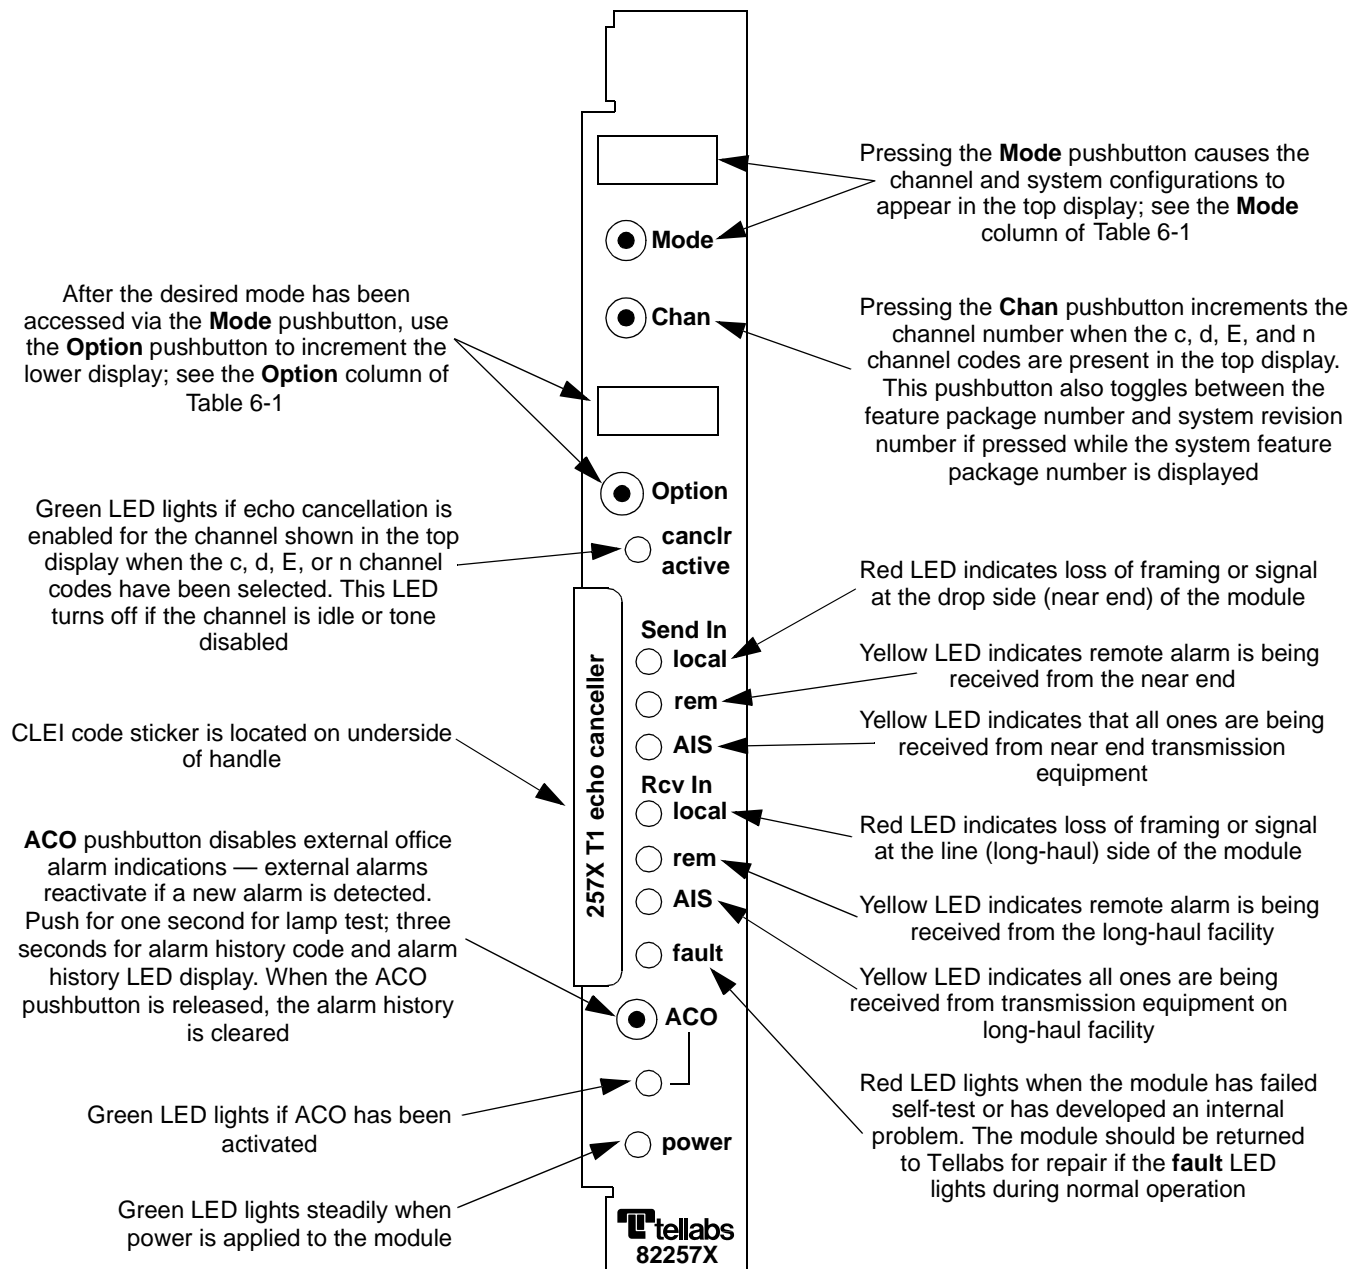 Pressing the Mode pushbutton causes the
channel and system configurations to
appear in the top display; see the Mode
column of Table 6-1
Mode
After the desired mode has been
accessed via the Mode pushbutton, use
the Option pushbutton to increment the
lower display; see the Option column of
Table 6-1
Chan
Pressing the Chan pushbutton increments the
channel number when the c, d, E, and n
channel codes are present in the top display.
This pushbutton also toggles between the
feature package number and system revision
number if pressed while the system feature
package number is displayed
Option
Green LED lights if echo cancellation is
enabled for the channel shown in the top
display when the c, d, E, or n channel
codes have been selected. This LED
turns off if the channel is idle or tone
disabled
canclr
active
Red LED indicates loss of framing or signal
at the drop side (near end) of the module
Send In
local
Yellow LED indicates remote alarm is being
received from the near end
rem
CLEI code sticker is located on underside
of handle
Yellow LED indicates that all ones are being
received from near end transmission
equipment
AIS
257X T1 echo canceller
Rcv In
local
Red LED indicates loss of framing or signal
at the line (long-haul) side of the module
ACO pushbutton disables external office
alarm indications — external alarms
reactivate if a new alarm is detected.
Push for one second for lamp test; three
seconds for alarm history code and alarm
history LED display. When the ACO
pushbutton is released, the alarm history
is cleared
rem
Yellow LED indicates remote alarm is being
received from the long-haul facility
AIS
Yellow LED indicates all ones are being
received from transmission equipment on
long-haul facility
fault
ACO
Red LED lights when the module has failed
self-test or has developed an internal
problem. The module should be returned
to Tellabs for repair if the fault LED
lights during normal operation
Green LED lights if ACO has been
activated
power
Green LED lights steadily when
power is applied to the module
tellabs
82257X